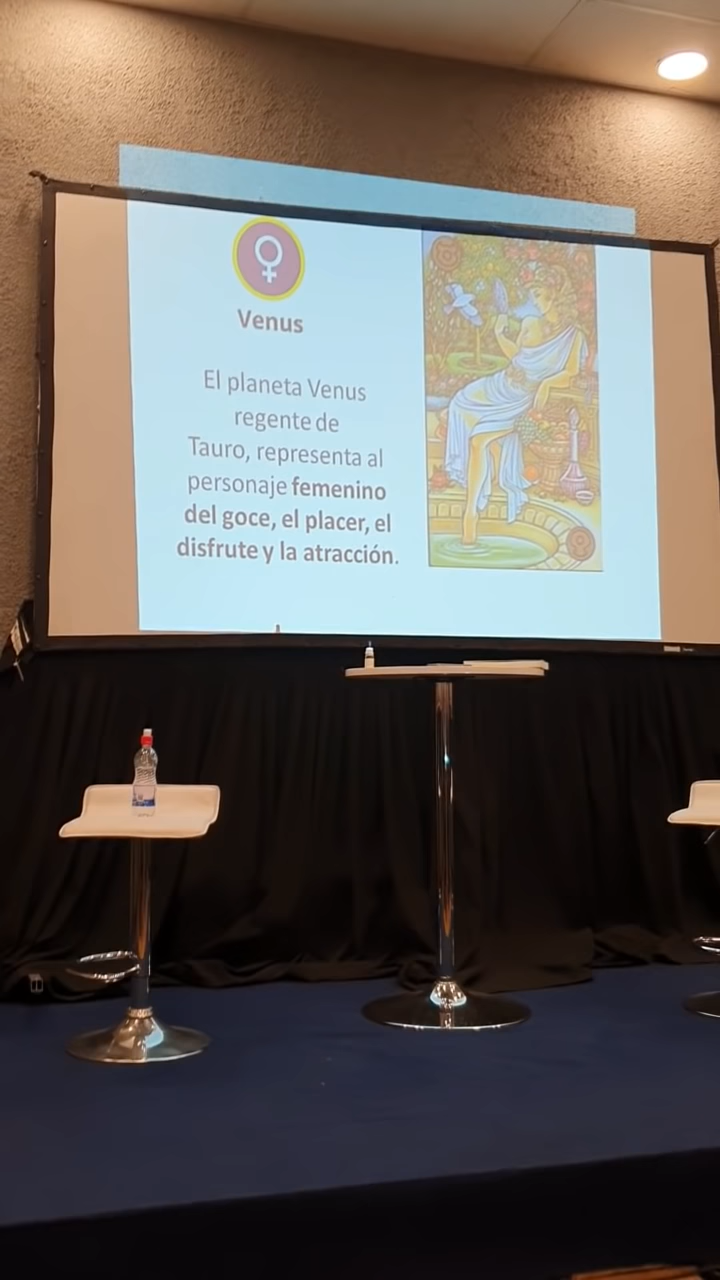 Venus
El planeta Venus
regente de
Tauro, representa al
personaje femenino
del goce, el placer, el
disfrute y la atracción.